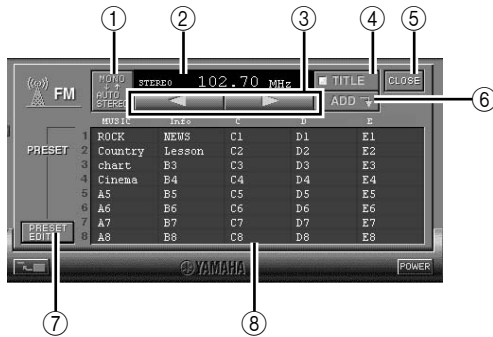 ① ② ③ ④ ⑤
FM
MONO
AUTO
STEREO
STEREO 102.70 MHz
TITLE
CLOSE
ADD
⑥
MUSIC Info C D E
PRESET
1 ROCK NEWS C1 D1 E1
2 Country Lesson C2 D2 E2
3 chart B3 C3 D3 E3
4 Cinema B4 C4 D4 E4
5 A5 B5 C5 D5 E5
6 A6 B6 C6 D6 E6
7 A7 B7 C7 D7 E7
8 A8 B8 C8 D8 E8
PRESET
EDIT
YAMAHA
POWER
⑦ ⑧